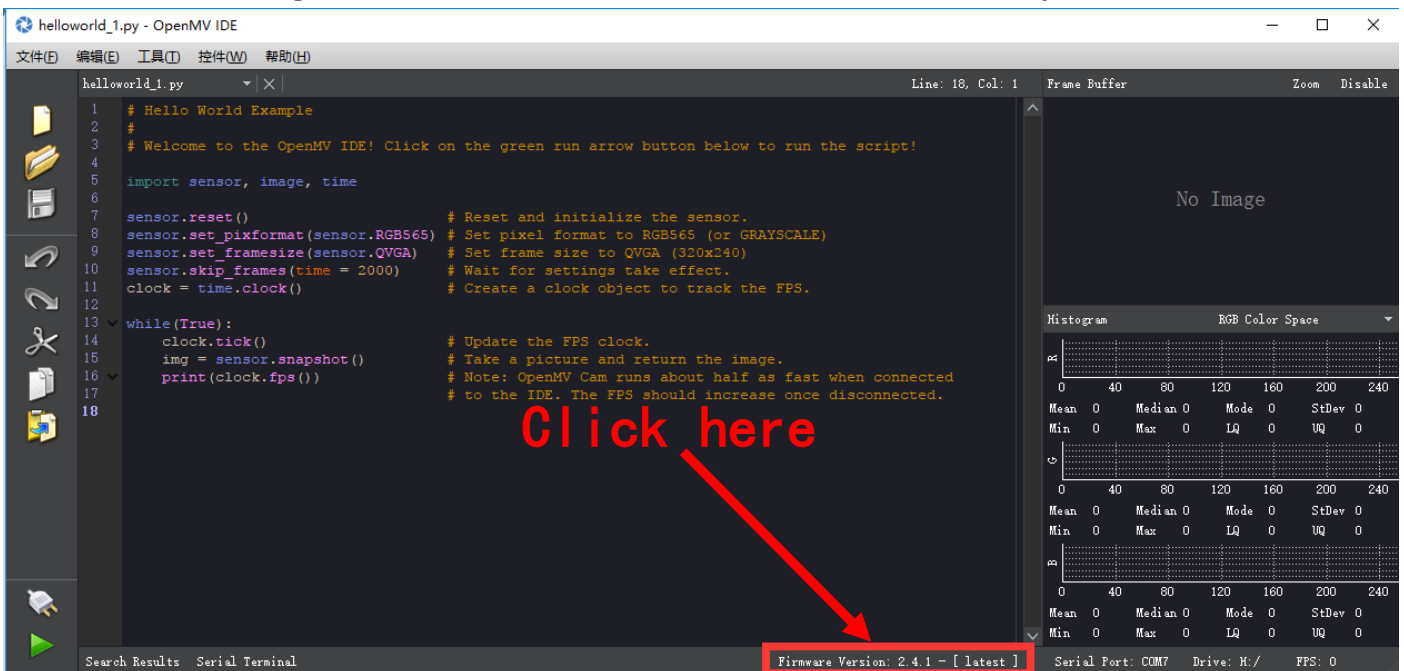 helloworld_1.py - OpenMV IDE
文件(F) 编辑(E) 工具(T) 控件(W) 帮助(H)
helloworld_1.py Line: 18, Col: 1 Frame Buffer Zoom Disable
1 # Hello World Example
2 #
3 # Welcome to the OpenMV IDE! Click on the green run arrow button below to run the script!
4
5 import sensor, image, time
6
7 sensor.reset() # Reset and initialize the sensor.
8 sensor.set_pixformat(sensor.RGB565) # Set pixel format to RGB565 (or GRAYSCALE)
9 sensor.set_framesize(sensor.QVGA) # Set frame size to QVGA (320x240)
10 sensor.skip_frames(time = 2000) # Wait for settings take effect.
11 clock = time.clock() # Create a clock object to track the FPS.
12
13 while(True):
14 clock.tick() # Update the FPS clock.
15 img = sensor.snapshot() # Take a picture and return the image.
16 print(clock.fps()) # Note: OpenMV Cam runs about half as fast when connected
17 # to the IDE. The FPS should increase once disconnected.
18
Click here
No Image
Histogram RGB Color Space
R
0 40 80 120 160 200 240
Mean 0 Median 0 Mode 0 StDev 0
Min 0 Max 0 LQ 0 UQ 0
G
0 40 80 120 160 200 240
Mean 0 Median 0 Mode 0 StDev 0
Min 0 Max 0 LQ 0 UQ 0
B
0 40 80 120 160 200 240
Mean 0 Median 0 Mode 0 StDev 0
Min 0 Max 0 LQ 0 UQ 0
Search Results Serial Terminal Firmware Version: 2.4.1 - [ latest ] Serial Port: COM7 Drive: H:/ FPS: 0